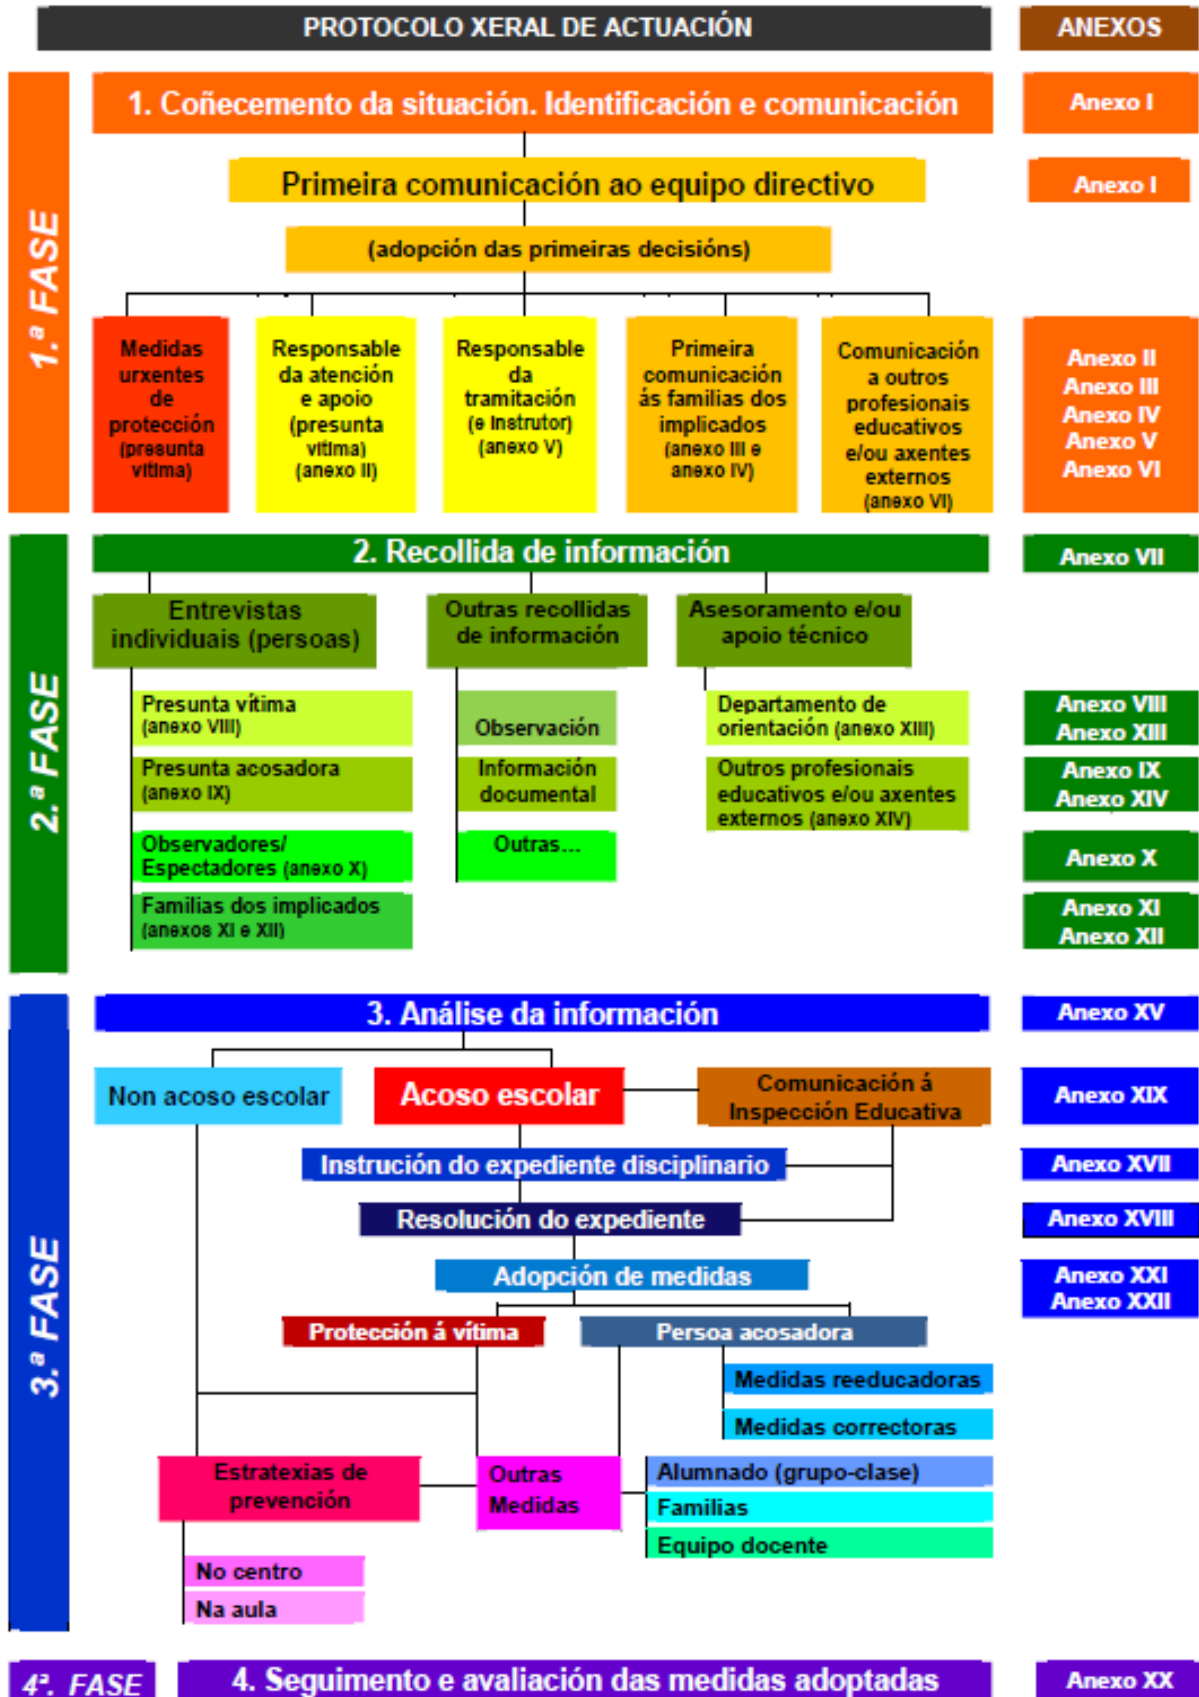 PROTOCOLO XERAL DE ACTUACIÓN
ANEXOS
1.ª FASE
1. Coñecemento da situación. Identificación e comunicación
Anexo I
Primeira comunicación ao equipo directivo
Anexo I
(adopción das primeiras decisións)
Medidas
urxentes
de
protección
(presunta
vítima)
Responsable
da atención
e apoio
(presunta
vítima)
(anexo II)
Responsable
da
tramitación
(e Instrutor)
(anexo V)
Primeira
comunicación
ás familias dos
implicados
(anexo III e
anexo IV)
Comunicación
a outros
profesionais
educativos
e/ou axentes
externos
(anexo VI)
Anexo II
Anexo III
Anexo IV
Anexo V
Anexo VI
2.ª FASE
2. Recollida de información
Anexo VII
Entrevistas
individuais (persoas)
Outras recollidas
de información
Asesoramento e/ou
apoio técnico
Presunta vítima
(anexo VIII)
Observación
Departamento de
orientación (anexo XIII)
Anexo VIII
Anexo XIII
Presunta acosadora
(anexo IX)
Información
documental
Outros profesionais
educativos e/ou axentes
externos (anexo XIV)
Anexo IX
Anexo XIV
Observadores/
Espectadores (anexo X)
Outras...
Anexo X
Familias dos implicados
(anexos XI e XII)
Anexo XI
Anexo XII
3.ª FASE
3. Análise da información
Anexo XV
Non acoso escolar
Acoso escolar
Comunicación á
Inspección Educativa
Anexo XIX
Instrución do expediente disciplinario
Anexo XVII
Resolución do expediente
Anexo XVIII
Adopción de medidas
Anexo XXI
Anexo XXII
Protección á vítima
Persoa acosadora
Medidas reeducadoras
Medidas correctoras
Estratexias de
prevención
Outras
Medidas
Alumnado (grupo-clase)
Familias
Equipo docente
No centro
Na aula
4ª. FASE
4. Seguimento e avaliación das medidas adoptadas
Anexo XX